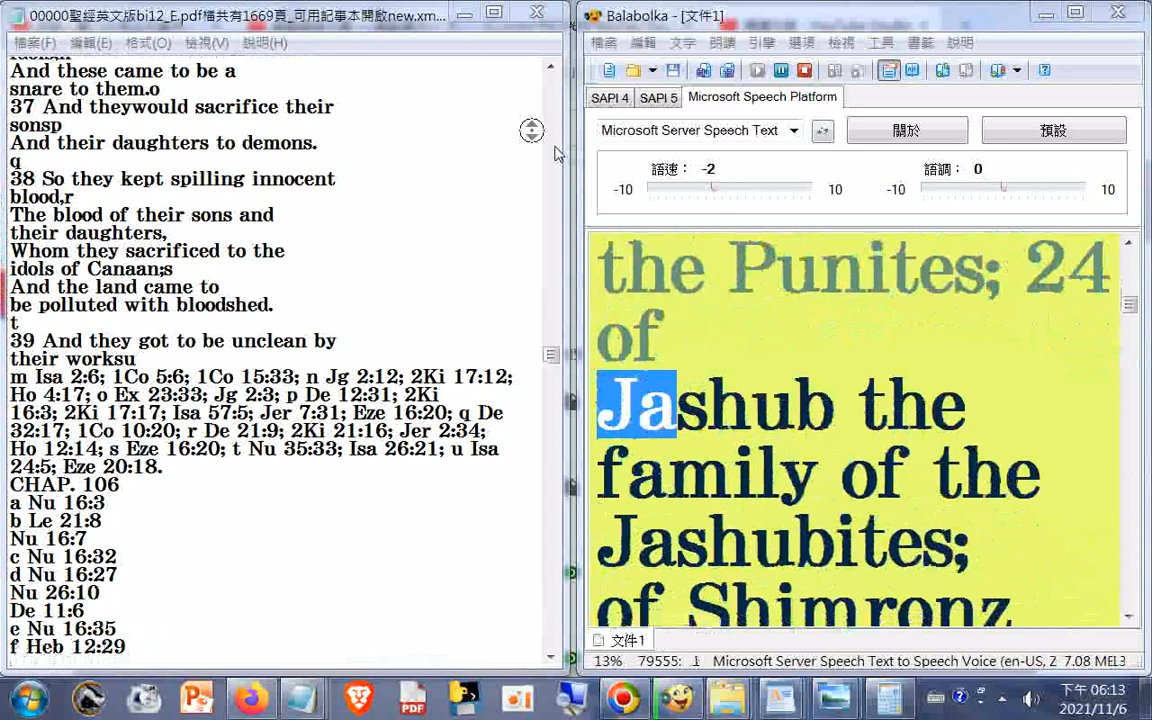 00000聖經英文版bi12_E.pdf檔共有1669頁_可用記事本開啟new.xm...
檔案(F) 編輯(E) 格式(O) 檢視(V) 說明(H)
And these came to be a
snare to them.o
37 And theywould sacrifice their
sonsp
And their daughters to demons.
q
38 So they kept spilling innocent
blood,r
The blood of their sons and
their daughters,
Whom they sacrificed to the
idols of Canaan;s
And the land came to
be polluted with bloodshed.
t
39 And they got to be unclean by
their worksu
m Isa 2:6; 1Co 5:6; 1Co 15:33; n Jg 2:12; 2Ki 17:12;
Ho 4:17; o Ex 23:33; Jg 2:3; p De 12:31; 2Ki
16:3; 2Ki 17:17; Isa 57:5; Jer 7:31; Eze 16:20; q De
32:17; 1Co 10:20; r De 21:9; 2Ki 21:16; Jer 2:34;
Ho 12:14; s Eze 16:20; t Nu 35:33; Isa 26:21; u Isa
24:5; Eze 20:18.
CHAP. 106
a Nu 16:3
b Le 21:8
Nu 16:7
c Nu 16:32
d Nu 16:27
Nu 26:10
De 11:6
e Nu 16:35
f Heb 12:29
Balabolka - [文件1]
檔案 編輯 文字 朗讀 引擎 選項 檢視 工具 書籤 說明
SAPI 4 SAPI 5 Microsoft Speech Platform
Microsoft Server Speech Text 關於 預設
語速： -2 語調： 0
-10 10 -10 10
the Punites; 24
of
Jashub the
family of the
Jashubites;
of Shimronz
文件1
13% 79555: 1 Microsoft Server Speech Text to Speech Voice (en-US, Z 7.08 MB
下午 06:13
2021/11/6